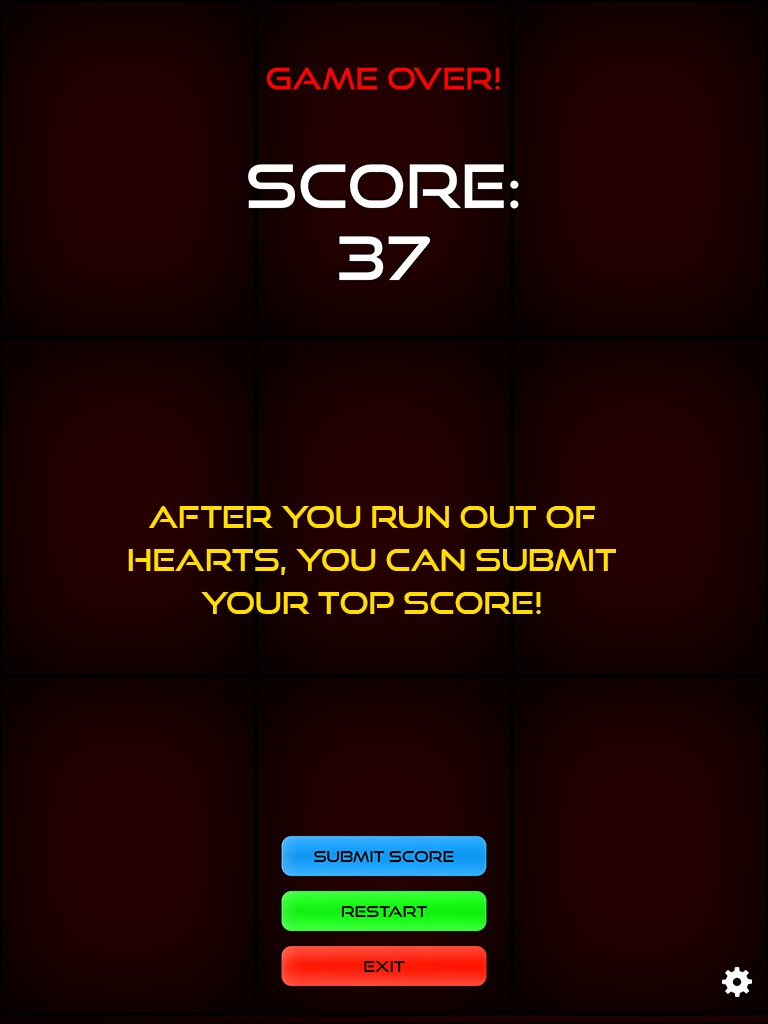 GAME OVER!
SCORE:
37
AFTER YOU RUN OUT OF
HEARTS, YOU CAN SUBMIT
YOUR TOP SCORE!
SUBMIT SCORE
RESTART
EXIT